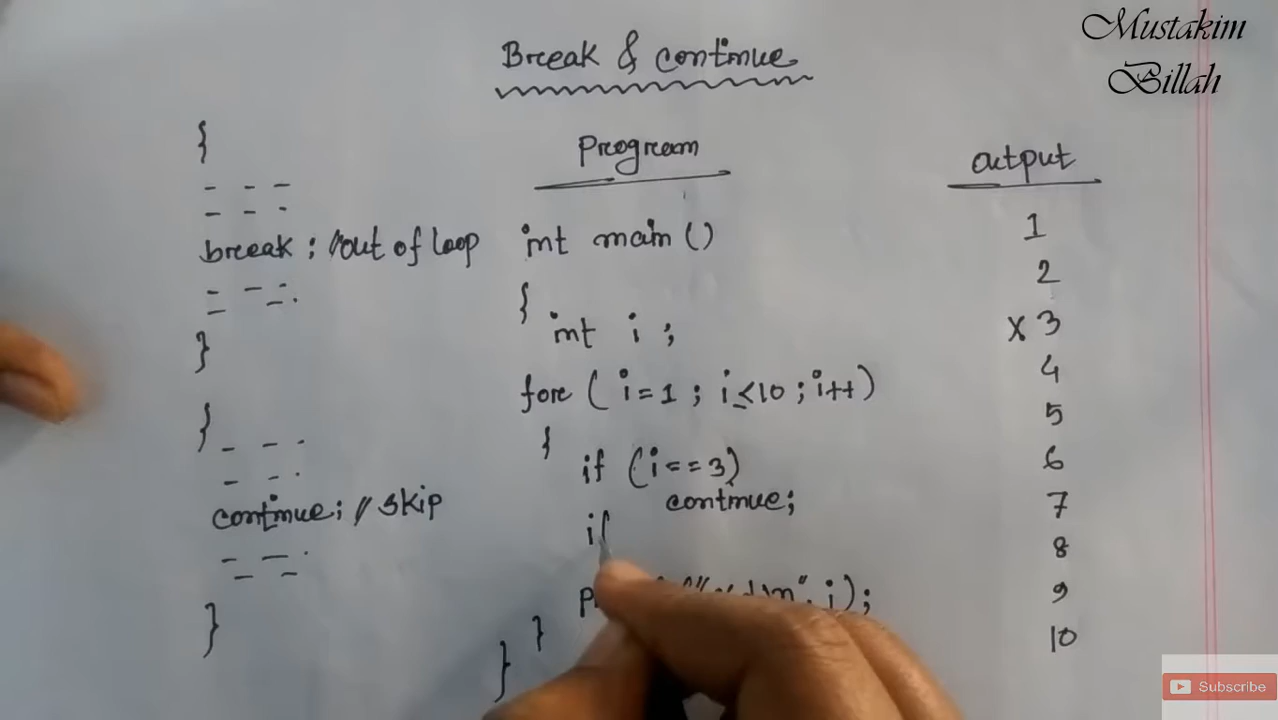 Mustakim
Billah
Break & continue
{
break ; //out of loop
}
{
continue; // skip
}
Program
int main ()
{
int i ;
for ( i = 1 ; i ≤ 10 ; i++ )
{
if (i == 3)
continue;
if
i );
}
}
output
1
2
x 3
4
5
6
7
8
9
10
Subscribe